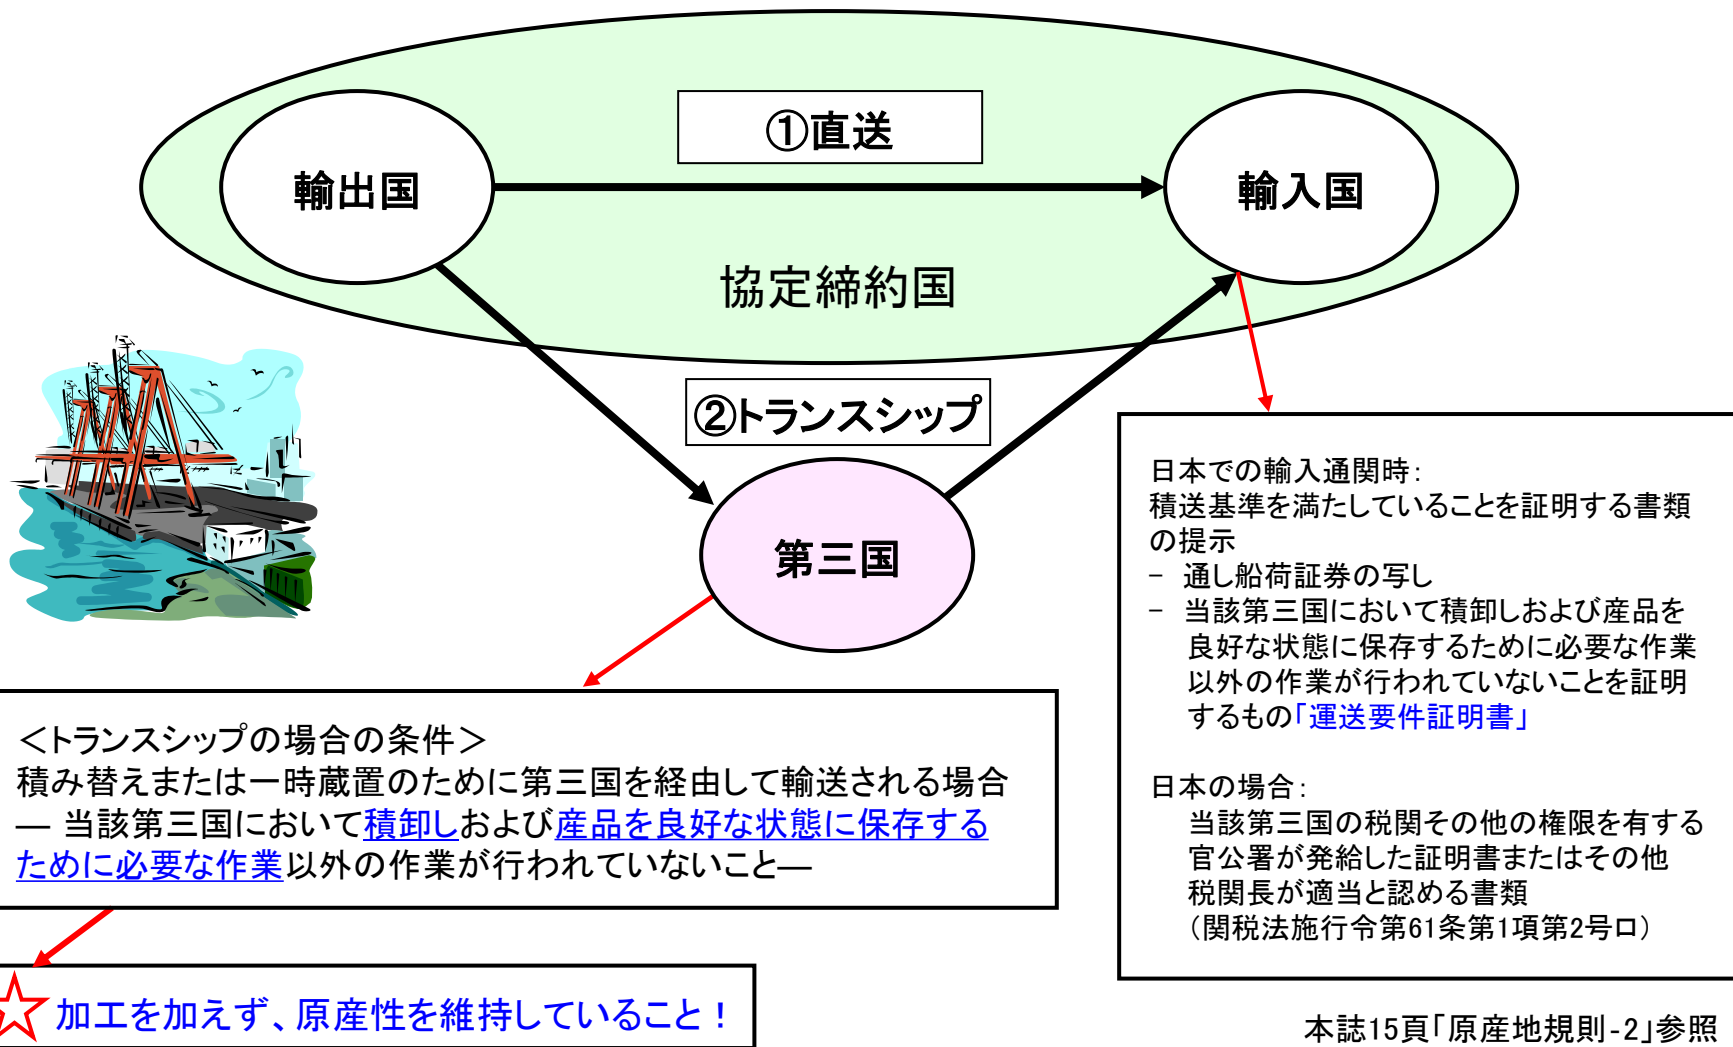 ①直送
輸出国
輸入国
協定締約国
②トランスシップ
第三国
日本での輸入通関時：
積送基準を満たしていることを証明する書類
の提示
− 通し船荷証券の写し
− 当該第三国において積卸しおよび産品を
良好な状態に保存するために必要な作業
以外の作業が行われていないことを証明
するもの「運送要件証明書」
日本の場合：
当該第三国の税関その他の権限を有する
官公署が発給した証明書またはその他
税関長が適当と認める書類
（関税法施行令第61条第1項第2号ロ）
＜トランスシップの場合の条件＞
積み替えまたは一時蔵置のために第三国を経由して輸送される場合
― 当該第三国において積卸しおよび産品を良好な状態に保存する
ために必要な作業以外の作業が行われていないこと―
加工を加えず、原産性を維持していること！
本誌15頁「原産地規則-2」参照